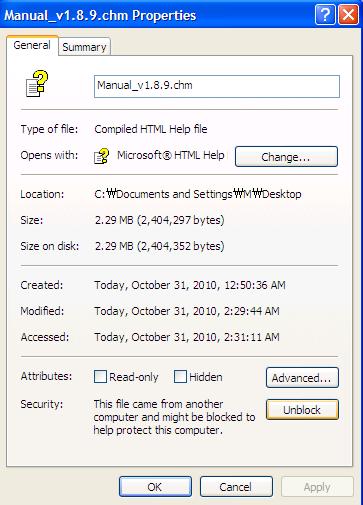 Manual_v1.8.9.chm Properties
General Summary
Manual_v1.8.9.chm
Type of file: Compiled HTML Help file
Opens with: Microsoft® HTML Help Change...
Location: C:₩Documents and Settings₩M₩Desktop
Size: 2.29 MB (2,404,297 bytes)
Size on disk: 2.29 MB (2,404,352 bytes)
Created: Today, October 31, 2010, 12:50:36 AM
Modified: Today, October 31, 2010, 2:29:44 AM
Accessed: Today, October 31, 2010, 2:31:11 AM
Attributes: Read-only Hidden Advanced...
Security: This file came from another Unblock
computer and might be blocked to
help protect this computer.
OK Cancel Apply